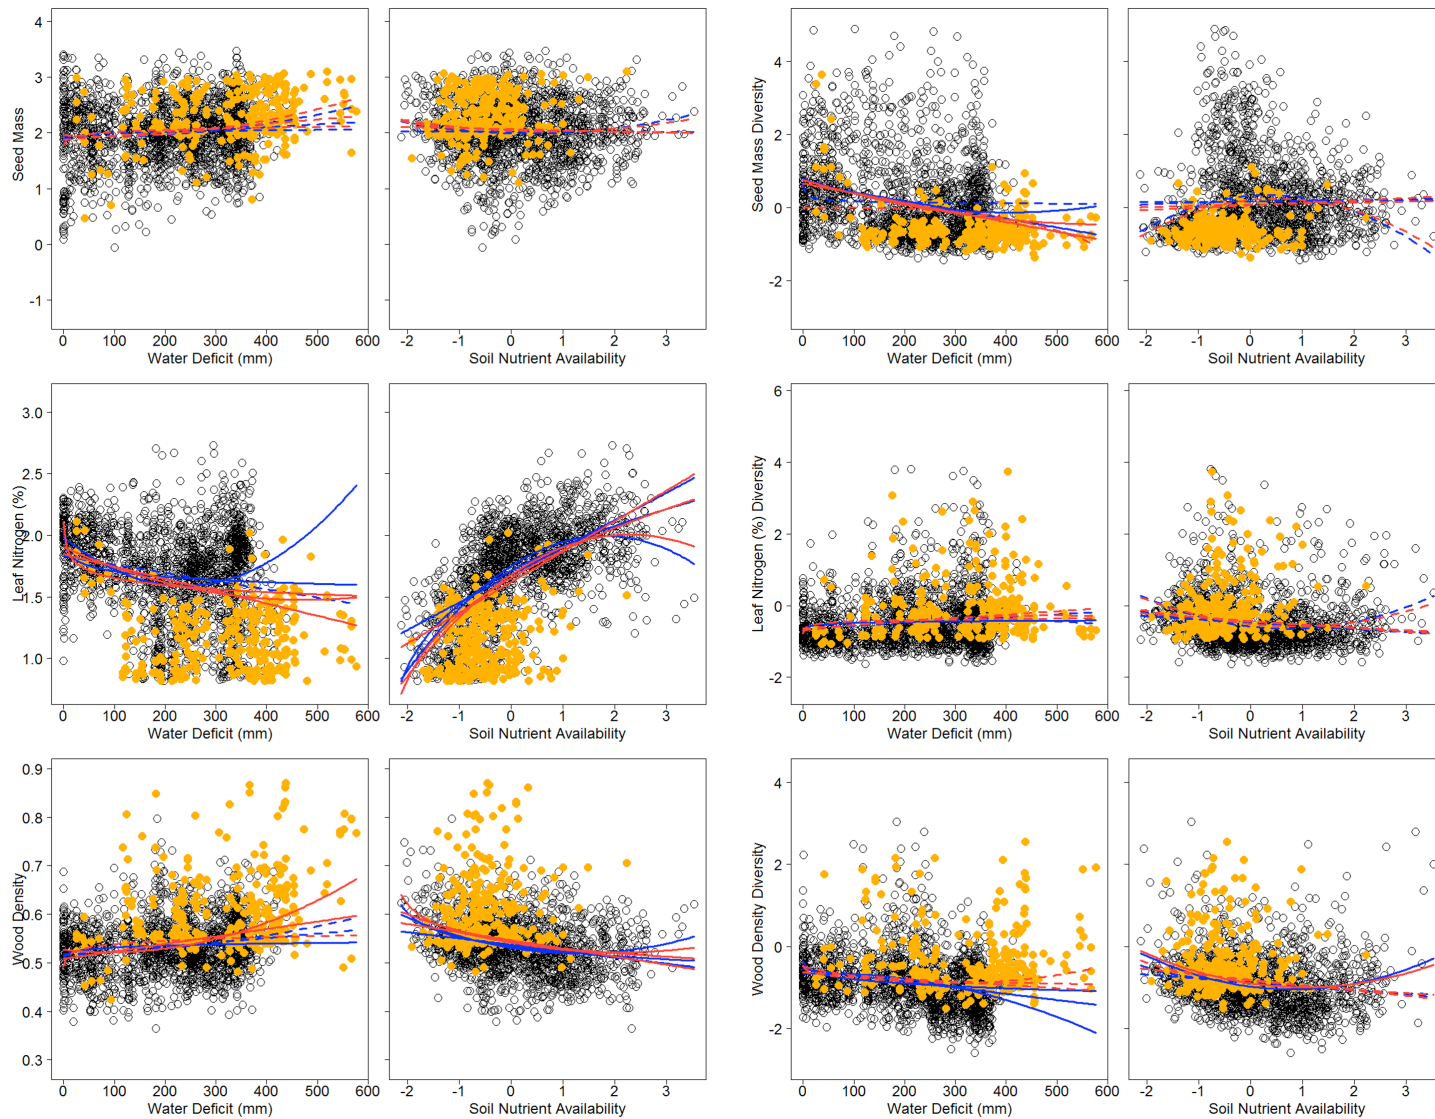 4
3
2
1
0
-1
Seed Mass
0 100 200 300 400 500 600
Water Deficit (mm)
-2 -1 0 1 2 3
Soil Nutrient Availability
4
2
0
-2
Seed Mass Diversity
0 100 200 300 400 500 600
Water Deficit (mm)
-2 -1 0 1 2 3
Soil Nutrient Availability
3.0
2.5
2.0
1.5
1.0
Leaf Nitrogen (%)
0 100 200 300 400 500 600
Water Deficit (mm)
-2 -1 0 1 2 3
Soil Nutrient Availability
6
4
2
0
-2
Leaf Nitrogen (%) Diversity
0 100 200 300 400 500 600
Water Deficit (mm)
-2 -1 0 1 2 3
Soil Nutrient Availability
0.9
0.8
0.7
0.6
0.5
0.4
0.3
Wood Density
0 100 200 300 400 500 600
Water Deficit (mm)
-2 -1 0 1 2 3
Soil Nutrient Availability
4
2
0
-2
Wood Density Diversity
0 100 200 300 400 500 600
Water Deficit (mm)
-2 -1 0 1 2 3
Soil Nutrient Availability